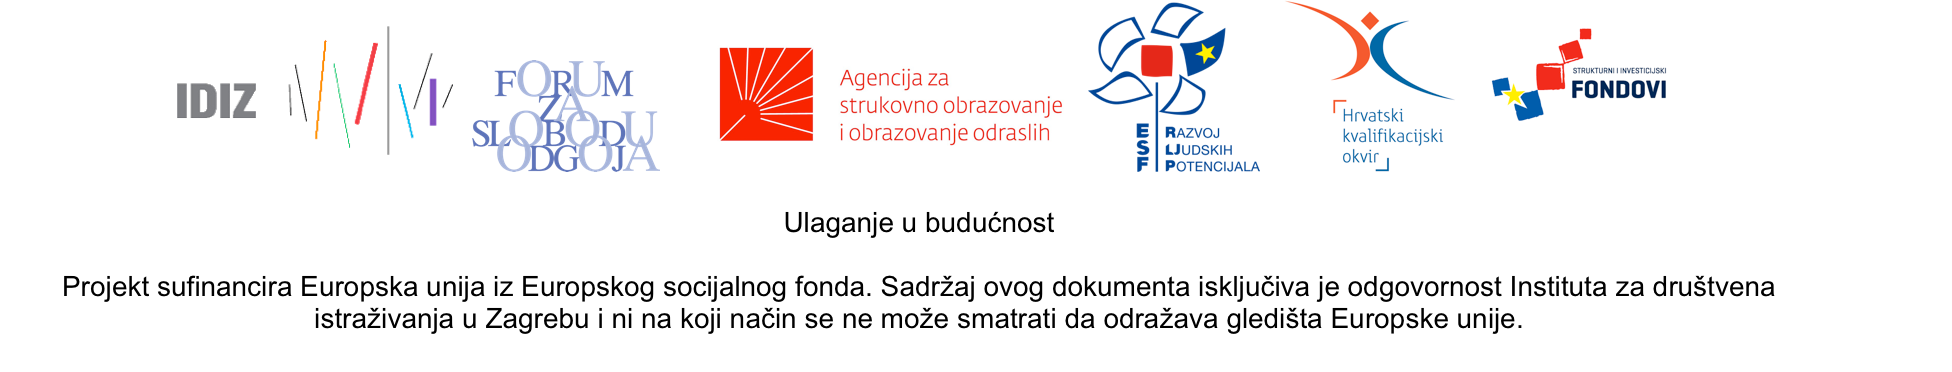 IDIZ
FORUM
ZA
SLOBODU
ODGOJA
Agencija za
strukovno obrazovanje
i obrazovanje odraslih
ESF
RAZVOJ
LJUDSKIH
POTENCIJALA
Hrvatski
kvalifikacijski
okvir
STRUKTURNI I INVESTICIJSKI
FONDOVI
Ulaganje u budućnost
Projekt sufinancira Europska unija iz Europskog socijalnog fonda. Sadržaj ovog dokumenta isključiva je odgovornost Instituta za društvena
istraživanja u Zagrebu i ni na koji način se ne može smatrati da odražava gledišta Europske unije.